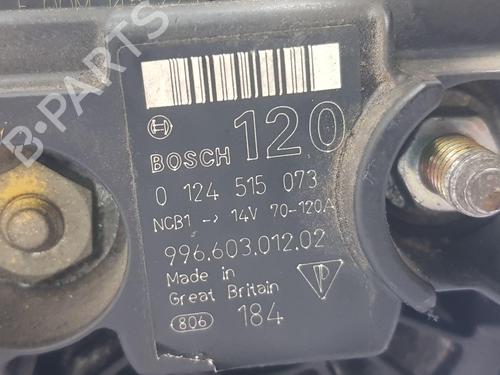 BOSCH 120
0 124 515 073
NCB1 -> 14V 70-120A
996.603.012.02
Made in
Great Britain
806 184
B-PARTS